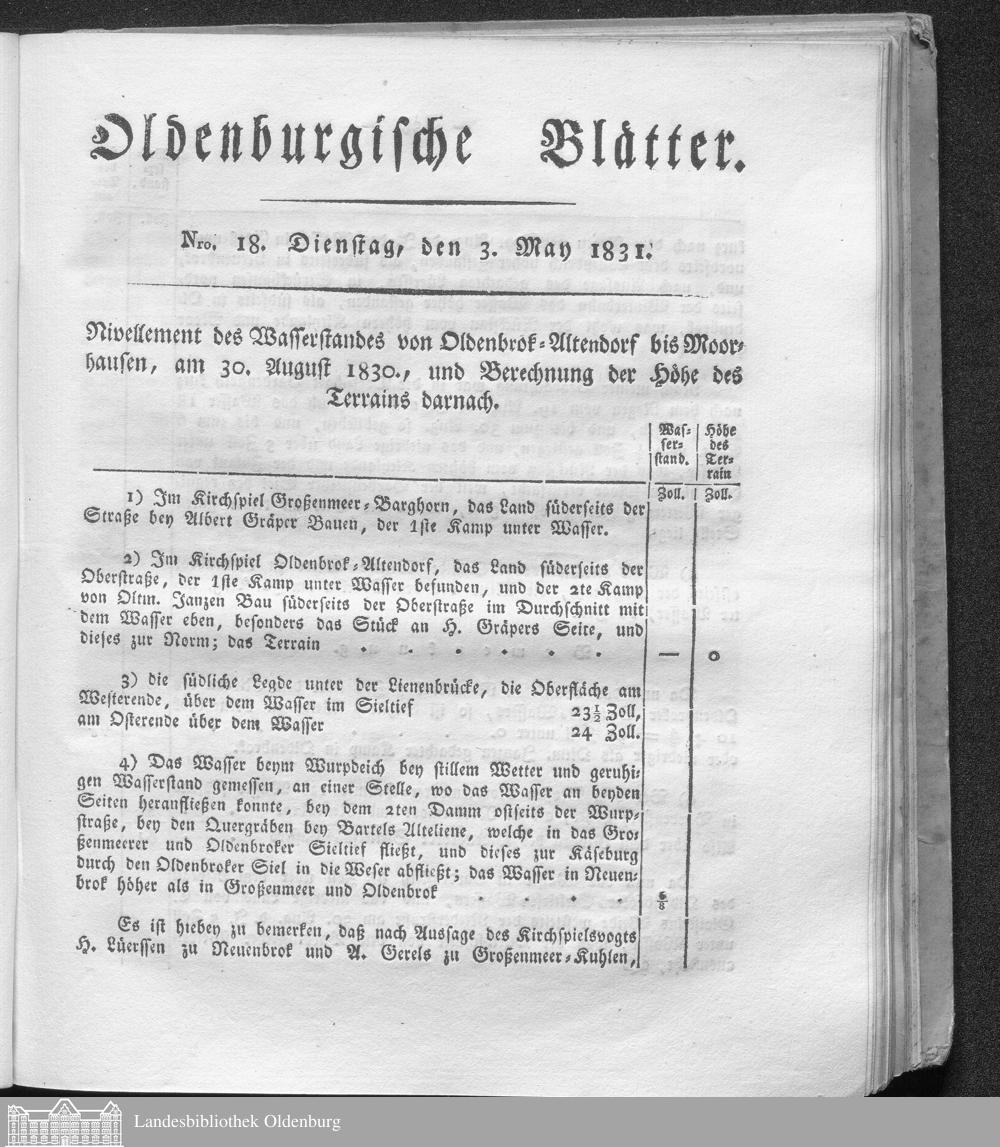 Oldenburgische Blätter.
Nro. 18. Dienstag, den 3. May 1831.
Nivellement des Wasserstandes von Oldenbrok-Altendorf bis Moor-
hausen, am 30. August 1830., und Berechnung der Höhe des
Terrains darnach.
Was- Höhe
ser- des
stand. Ter-
rain
Zoll. Zoll.
1) Im Kirchspiel Großenmeer-Barghorn, das Land süderseits der
Straße bey Albert Gräper Bauen, der 1ste Kamp unter Wasser.
2) Im Kirchspiel Oldenbrok-Altendorf, das Land süderseits der
Oberstraße, der 1ste Kamp unter Wasser befunden, und der 2te Kamp
von Oltm. Janzen Bau süderseits der Oberstraße im Durchschnitt mit
dem Wasser eben, besonders das Stück an H. Gräpers Seite, und
dieses zur Norm; das Terrain . . . . . . — 0
3) die südliche Legde unter der Lienenbrücke, die Oberfläche am
Westerende, über dem Wasser im Sieltief 23½ Zoll,
am Osterende über dem Wasser 24 Zoll.
4) Das Wasser beym Wurpdeich bey stillem Wetter und geruhi-
gen Wasserstand gemessen, an einer Stelle, wo das Wasser an beyden
Seiten heranfließen konnte, bey dem 2ten Damm ostseits der Wurp-
straße, bey den Quergräben bey Bartels Alteliene, welche in das Gro-
ßenmeerer und Oldenbroker Sieltief fließt, und dieses zur Käseburg
durch den Oldenbroker Siel in die Weser abfließt; das Wasser in Neuen-
brok höher als in Großenmeer und Oldenbrok . . . 6/8
Es ist hiebey zu bemerken, daß nach Aussage des Kirchspielsvogts
H. Lüerssen zu Neuenbrok und A. Gerels zu Großenmeer-Kuhlen,
Landesbibliothek Oldenburg